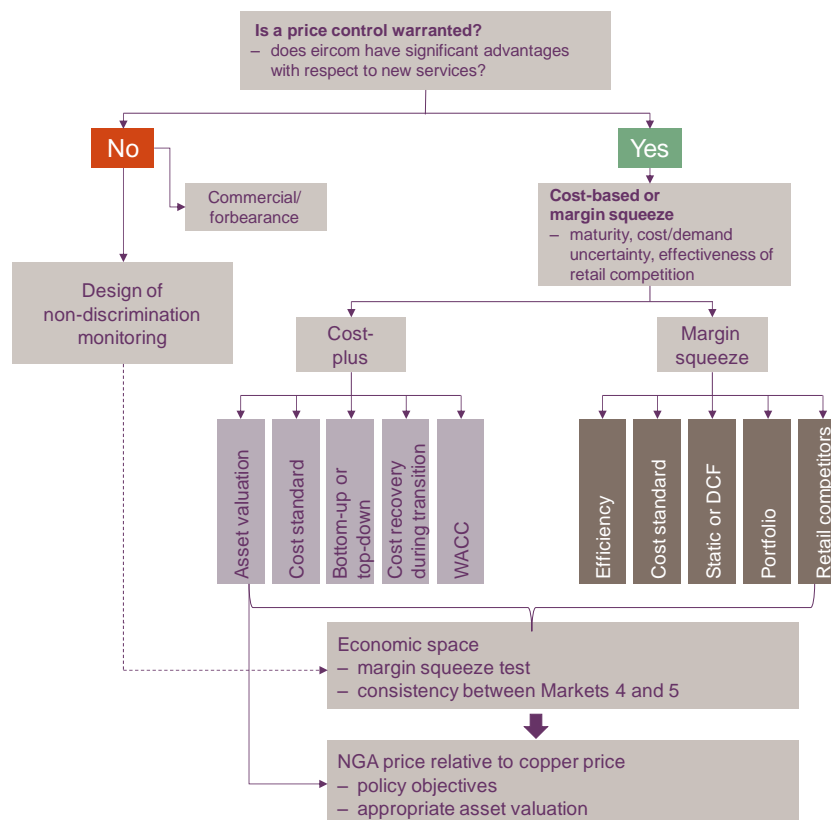 Is a price control warranted?
– does eircom have significant advantages
with respect to new services?
No
Yes
Commercial/
forbearance
Cost-based or
margin squeeze
– maturity, cost/demand
uncertainty, effectiveness of
retail competition
Design of
non-discrimination
monitoring
Cost-
plus
Margin
squeeze
Asset valuation
Cost standard
Bottom-up or
top-down
Cost recovery
during transition
WACC
Efficiency
Cost standard
Static or DCF
Portfolio
Retail competitors
Economic space
– margin squeeze test
– consistency between Markets 4 and 5
NGA price relative to copper price
– policy objectives
– appropriate asset valuation